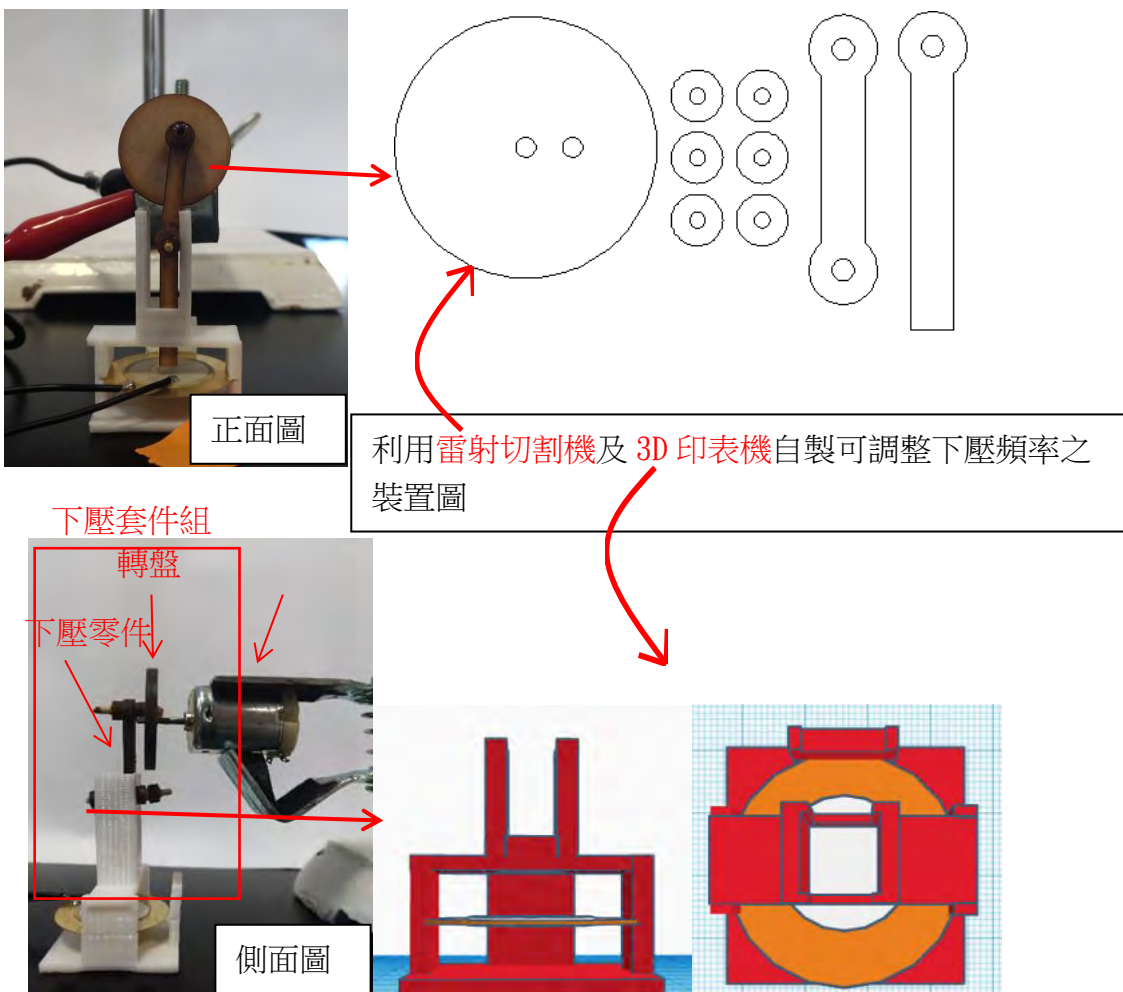 正面圖
利用雷射切割機及 3D 印表機自製可調整下壓頻率之
裝置圖
下壓套件組
轉盤
下壓零件
側面圖